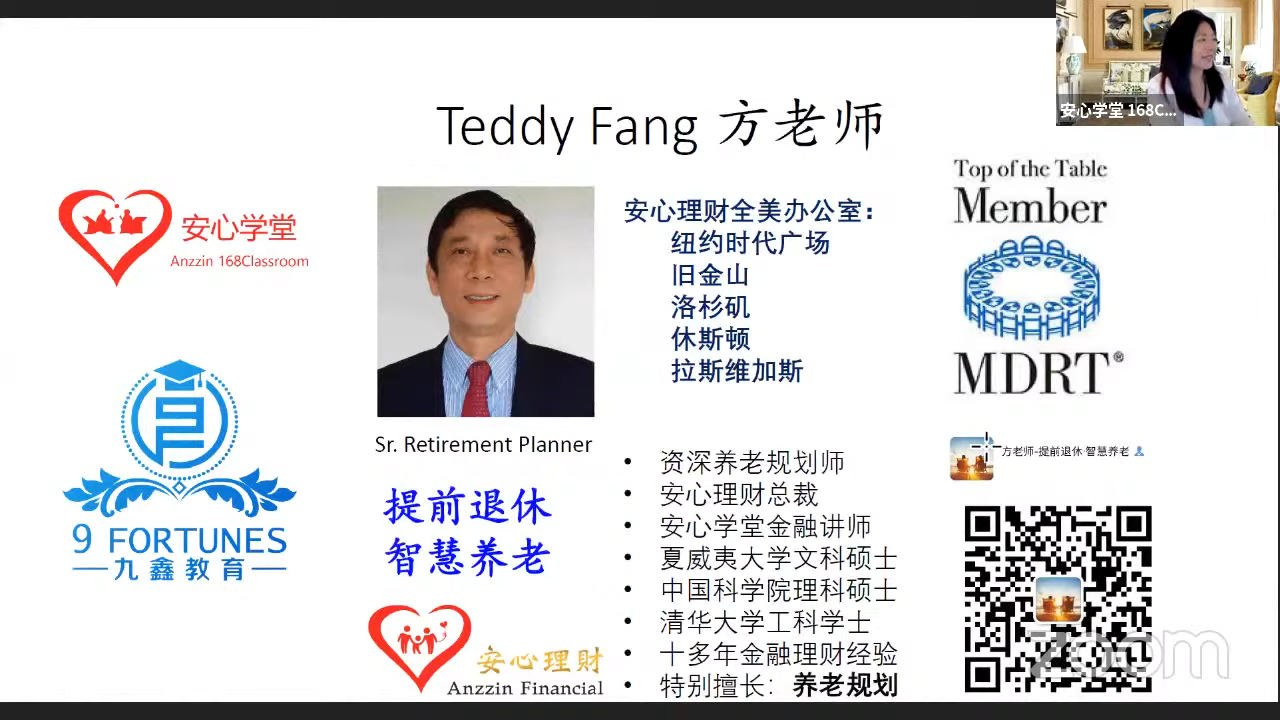 安心学堂 168C...
Teddy Fang 方老师
安心学堂
Anzzin 168Classroom
9 FORTUNES
九鑫教育
Sr. Retirement Planner
提前退休
智慧养老
安心理财
Anzzin Financial
安心理财全美办公室：
纽约时代广场
旧金山
洛杉矶
休斯顿
拉斯维加斯
• 资深养老规划师
• 安心理财总裁
• 安心学堂金融讲师
• 夏威夷大学文科硕士
• 中国科学院理科硕士
• 清华大学工科学士
• 十多年金融理财经验
• 特别擅长：养老规划
Top of the Table
Member
MDRT®
方老师-提前退休·智慧养老
zoom